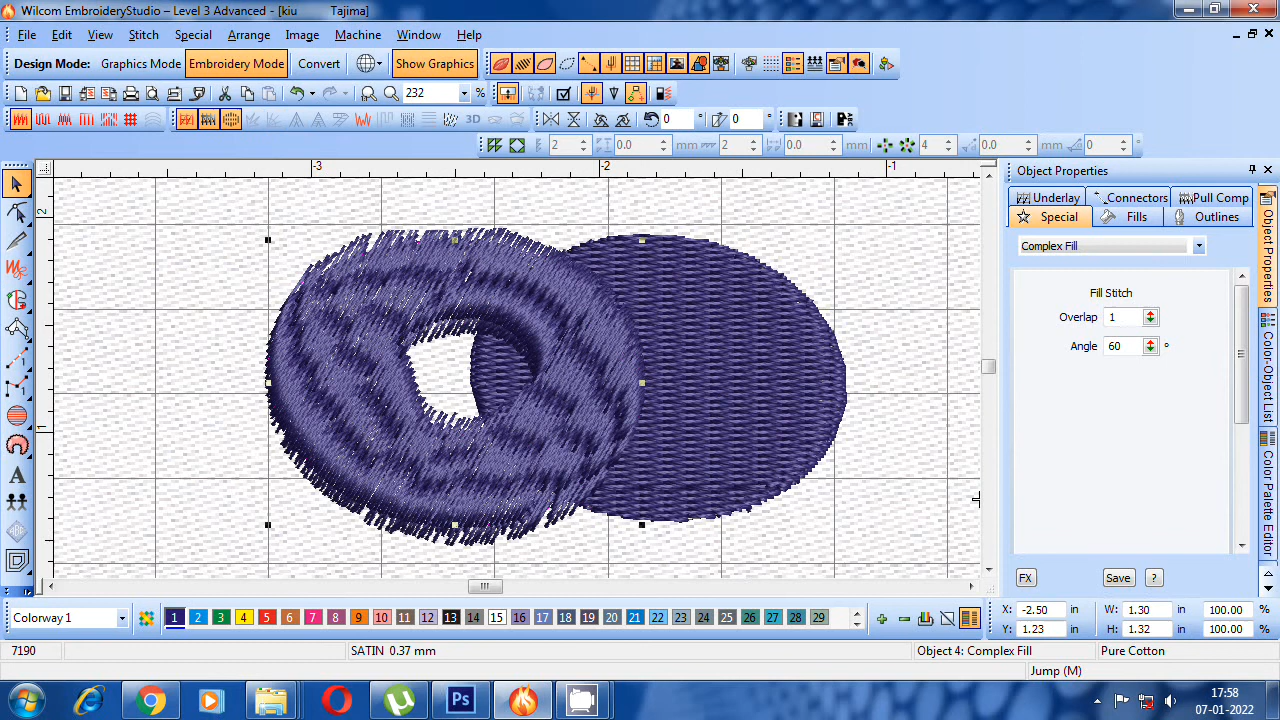 Wilcom EmbroideryStudio – Level 3 Advanced - [kiu Tajima]
File Edit View Stitch Special Arrange Image Machine Window Help
Design Mode: Graphics Mode Embroidery Mode Convert Show Graphics
232 %
3D 0 ° 0 °
2 0.0 mm 2 0.0 mm 4 0.0 mm 0 °
-3 -2 -1
2
1
Object Properties
Underlay Connectors Pull Comp
Special Fills Outlines
Complex Fill
Fill Stitch
Overlap 1
Angle 60 °
FX Save ?
Object Properties
Color-Object List
Color Palette Editor
Colorway 1 1 2 3 4 5 6 7 8 9 10 11 12 13 14 15 16 17 18 19 20 21 22 23 24 25 26 27 28 29
X: -2.50 in W: 1.30 in 100.00 %
Y: 1.23 in H: 1.32 in 100.00 %
7190 SATIN 0.37 mm Object 4: Complex Fill Pure Cotton
Jump (M)
Ps
17:58
07-01-2022